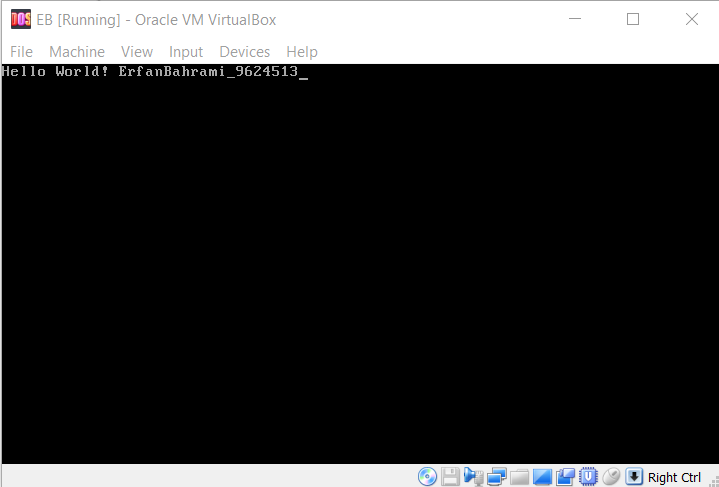 DOS EB [Running] - Oracle VM VirtualBox
File Machine View Input Devices Help
Hello World! ErfanBahrami_9624513_
Right Ctrl